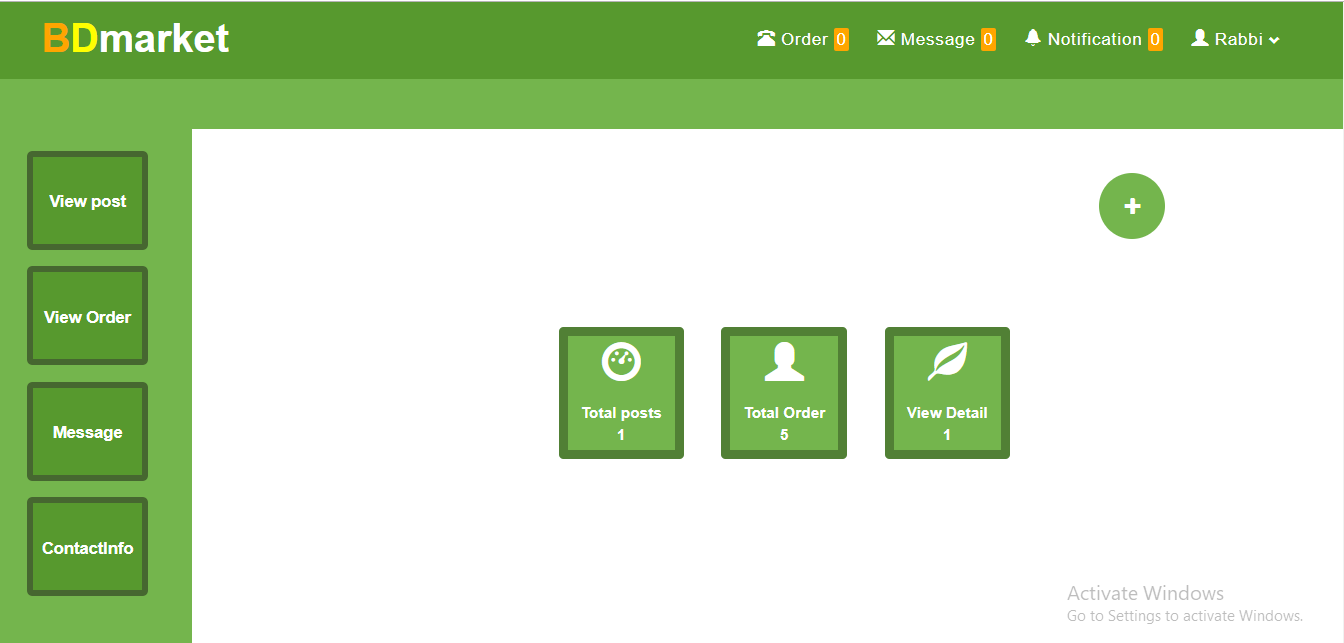 BDmarket
Order 0
Message 0
Notification 0
Rabbi
View post
View Order
Message
ContactInfo
+
Total posts
1
Total Order
5
View Detail
1
Activate Windows
Go to Settings to activate Windows.